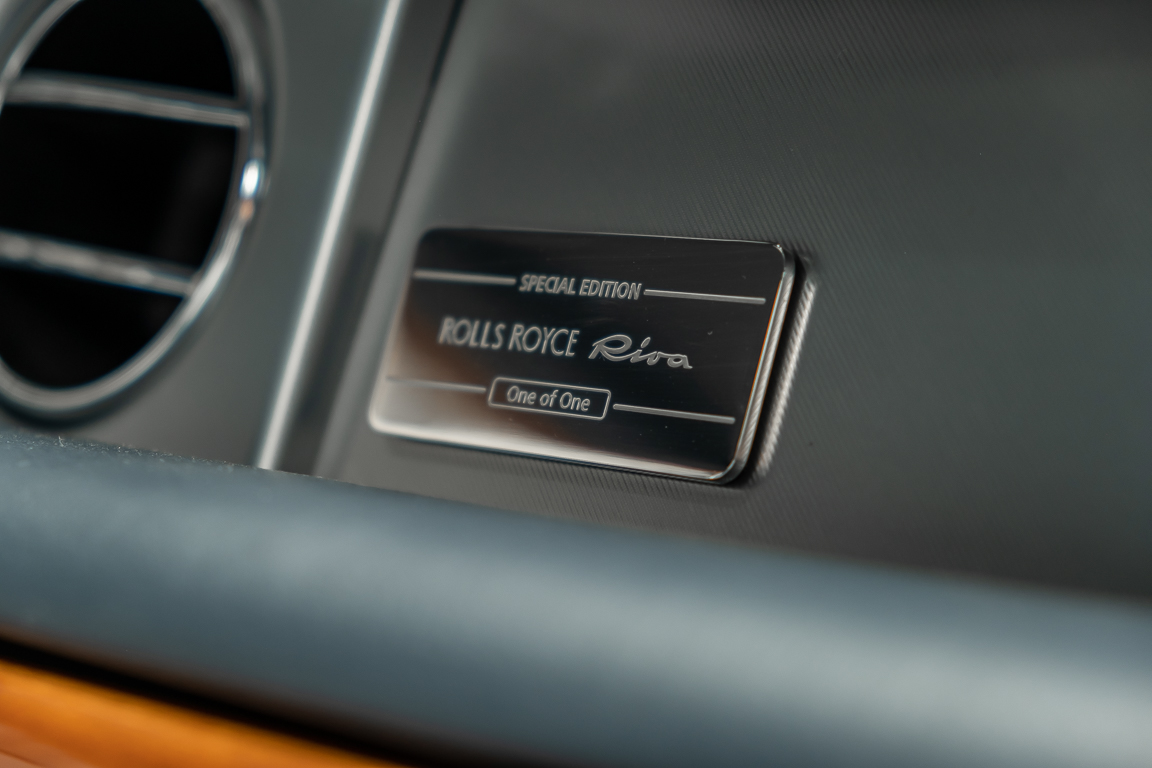 SPECIAL EDITION
ROLLS ROYCE Riva
One of One